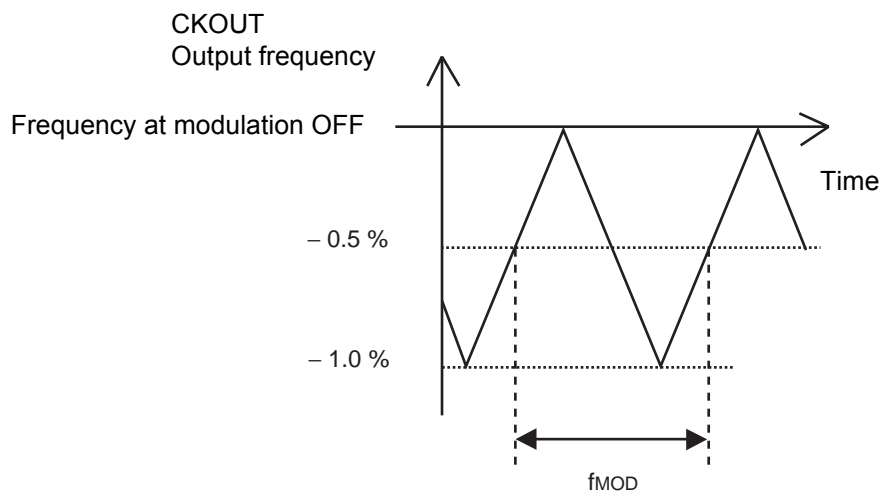 CKOUT
Output frequency
Frequency at modulation OFF
Time
– 0.5 %
– 1.0 %
fMOD